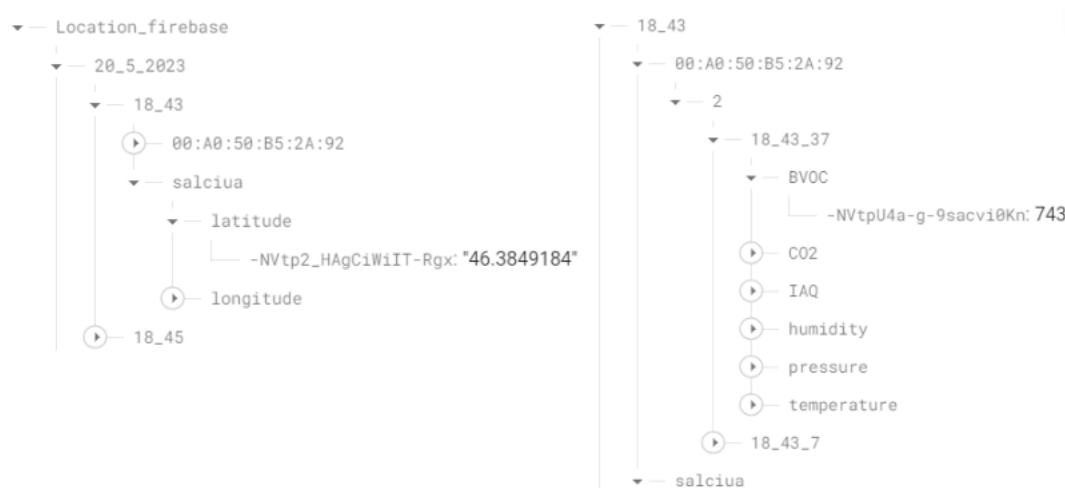 Location_firebase
20_5_2023
18_43
00:A0:50:B5:2A:92
salciua
latitude
-NVtp2_HAgCiWiIT-Rgx: "46.3849184"
longitude
18_45
18_43
00:A0:50:B5:2A:92
2
18_43_37
BVOC
-NVtpU4a-g-9sacvi0Kn: 743
CO2
IAQ
humidity
pressure
temperature
18_43_7
salciua